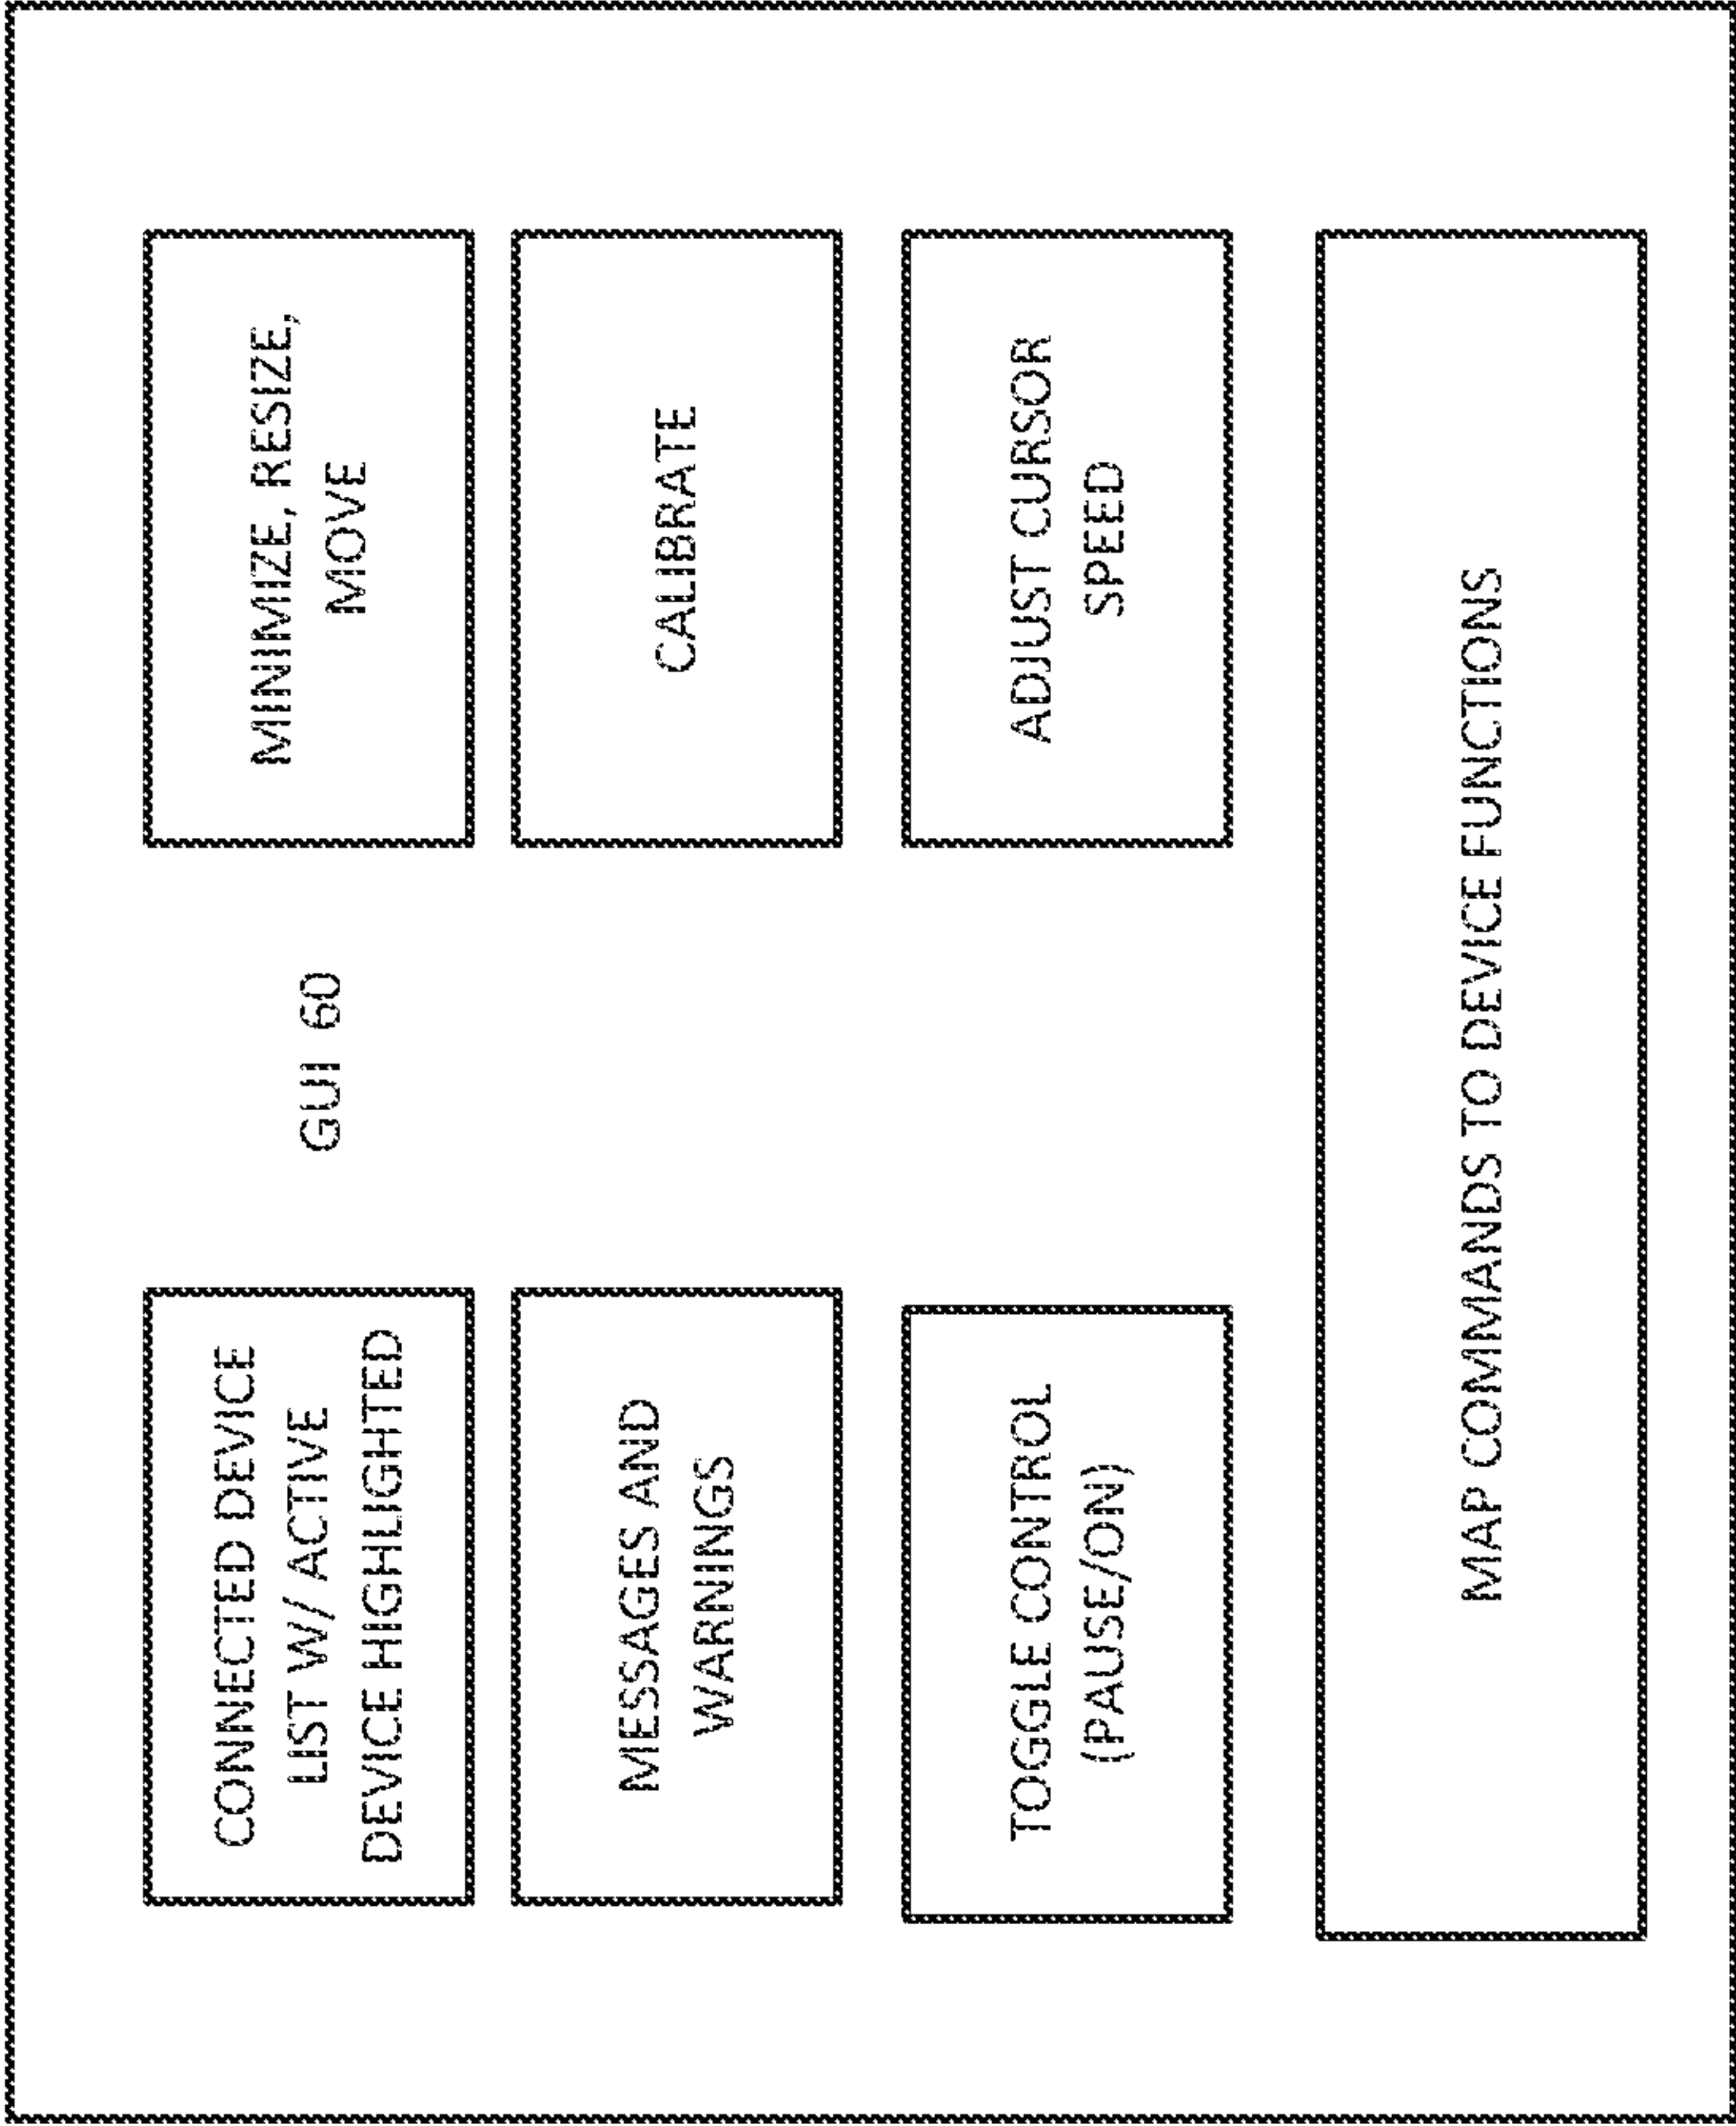 CONNECTED DEVICE
LIST W/ ACTIVE
DEVICE HIGHLIGHTED
GUI 60
MINIMIZE, RESIZE,
MOVE
MESSAGES AND
WARNINGS
CALIBRATE
TOGGLE CONTROL
(PAUSE/ON)
ADJUST CURSOR
SPEED
MAP COMMANDS TO DEVICE FUNCTIONS